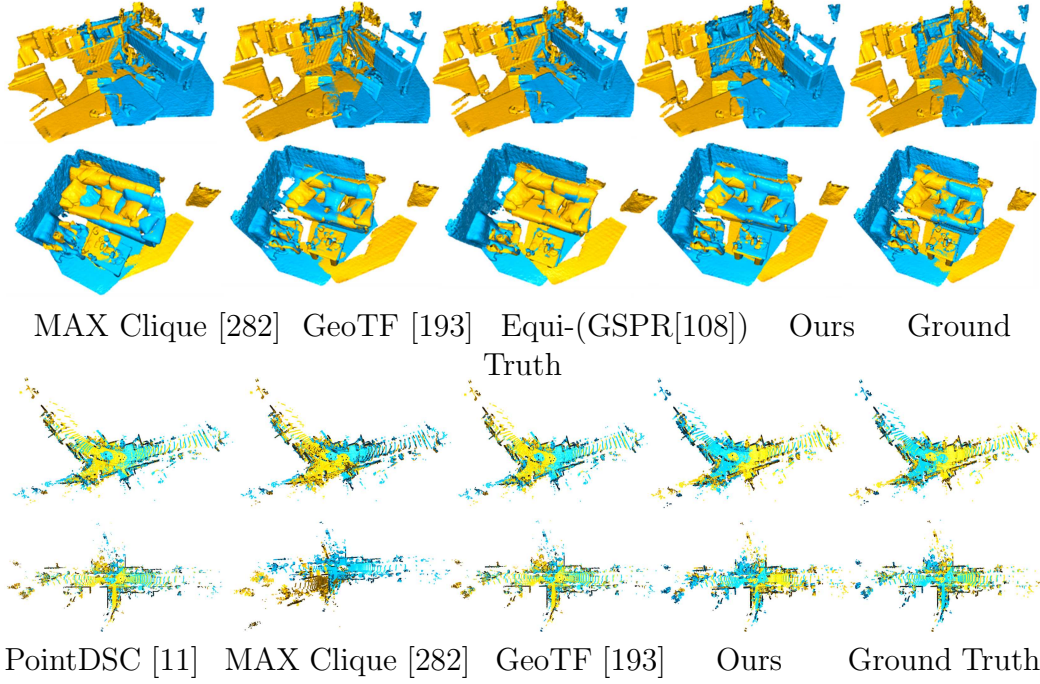 MAX Clique [282] GeoTF [193] Equi-(GSPR[108]) Ours Ground
Truth
PointDSC [11] MAX Clique [282] GeoTF [193] Ours Ground Truth